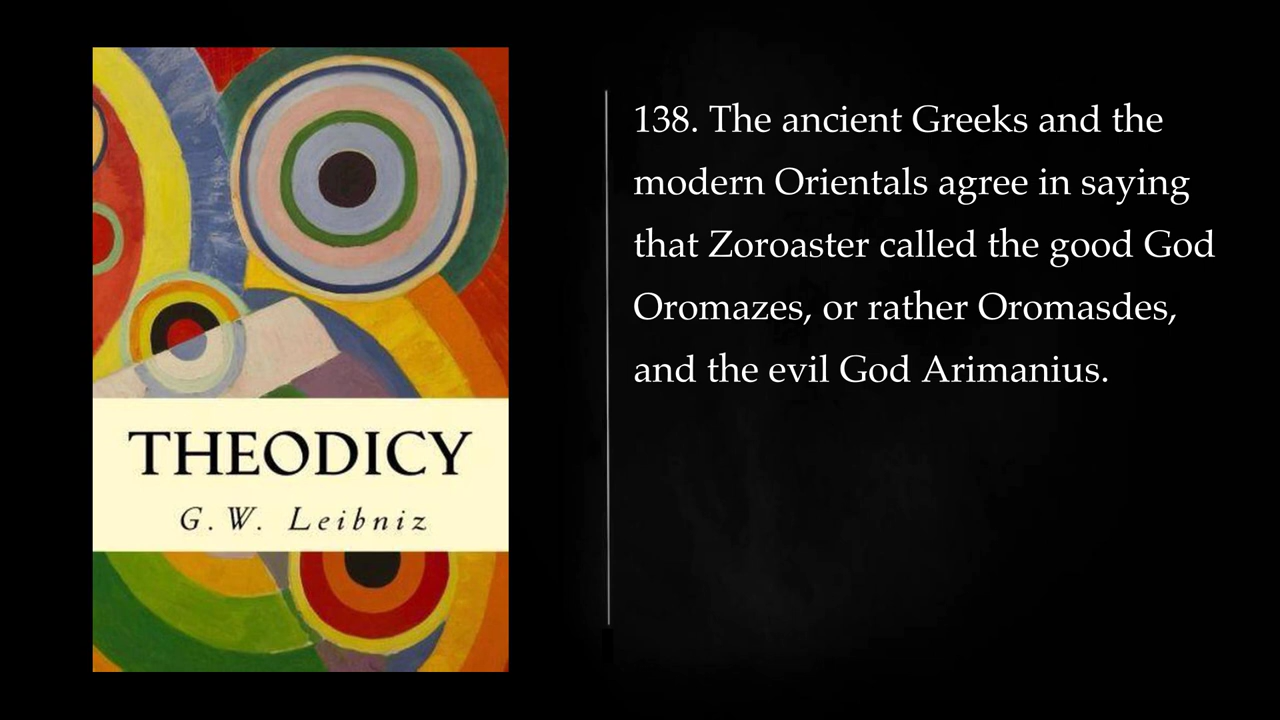 THEODICY
G. W. Leibniz
138. The ancient Greeks and the
modern Orientals agree in saying
that Zoroaster called the good God
Oromazes, or rather Oromasdes,
and the evil God Arimanius.